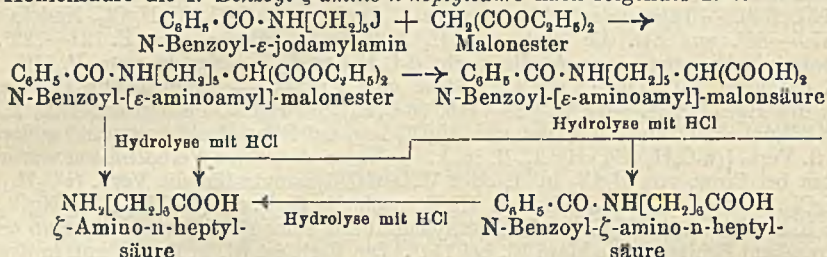 C₆H₅·CO·NH[CH₂]₅J + CH₂(COOC₂H₅)₂ ⟶
N-Benzoyl-ε-jodamylamin Malonester
C₆H₅·CO·NH[CH₂]₅·CH(COOC₂H₅)₂ ⟶ C₆H₅·CO·NH[CH₂]₅·CH(COOH)₂
N-Benzoyl-[ε-aminoamyl]-malonester N-Benzoyl-[ε-aminoamyl]-malonsäure
Hydrolyse mit HCl Hydrolyse mit HCl
NH₂[CH₂]₆COOH ⟵ Hydrolyse mit HCl C₆H₅·CO·NH[CH₂]₆COOH
ζ-Amino-n-heptyl- N-Benzoyl-ζ-amino-n-heptyl-
säure säure